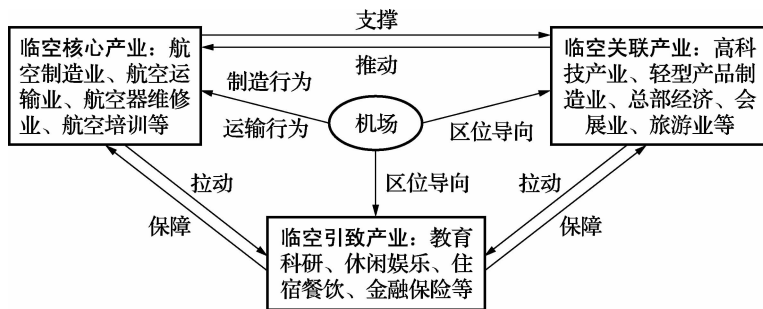 支撑
推动
临空核心产业：航
空制造业、航空运
输业、航空器维修
业、航空培训等
制造行为
运输行为
机场
区位导向
临空关联产业：高科
技产业、轻型产品制
造业、总部经济、会
展业、旅游业等
拉动
保障
区位导向
拉动
保障
临空引致产业：教育
科研、休闲娱乐、住
宿餐饮、金融保险等